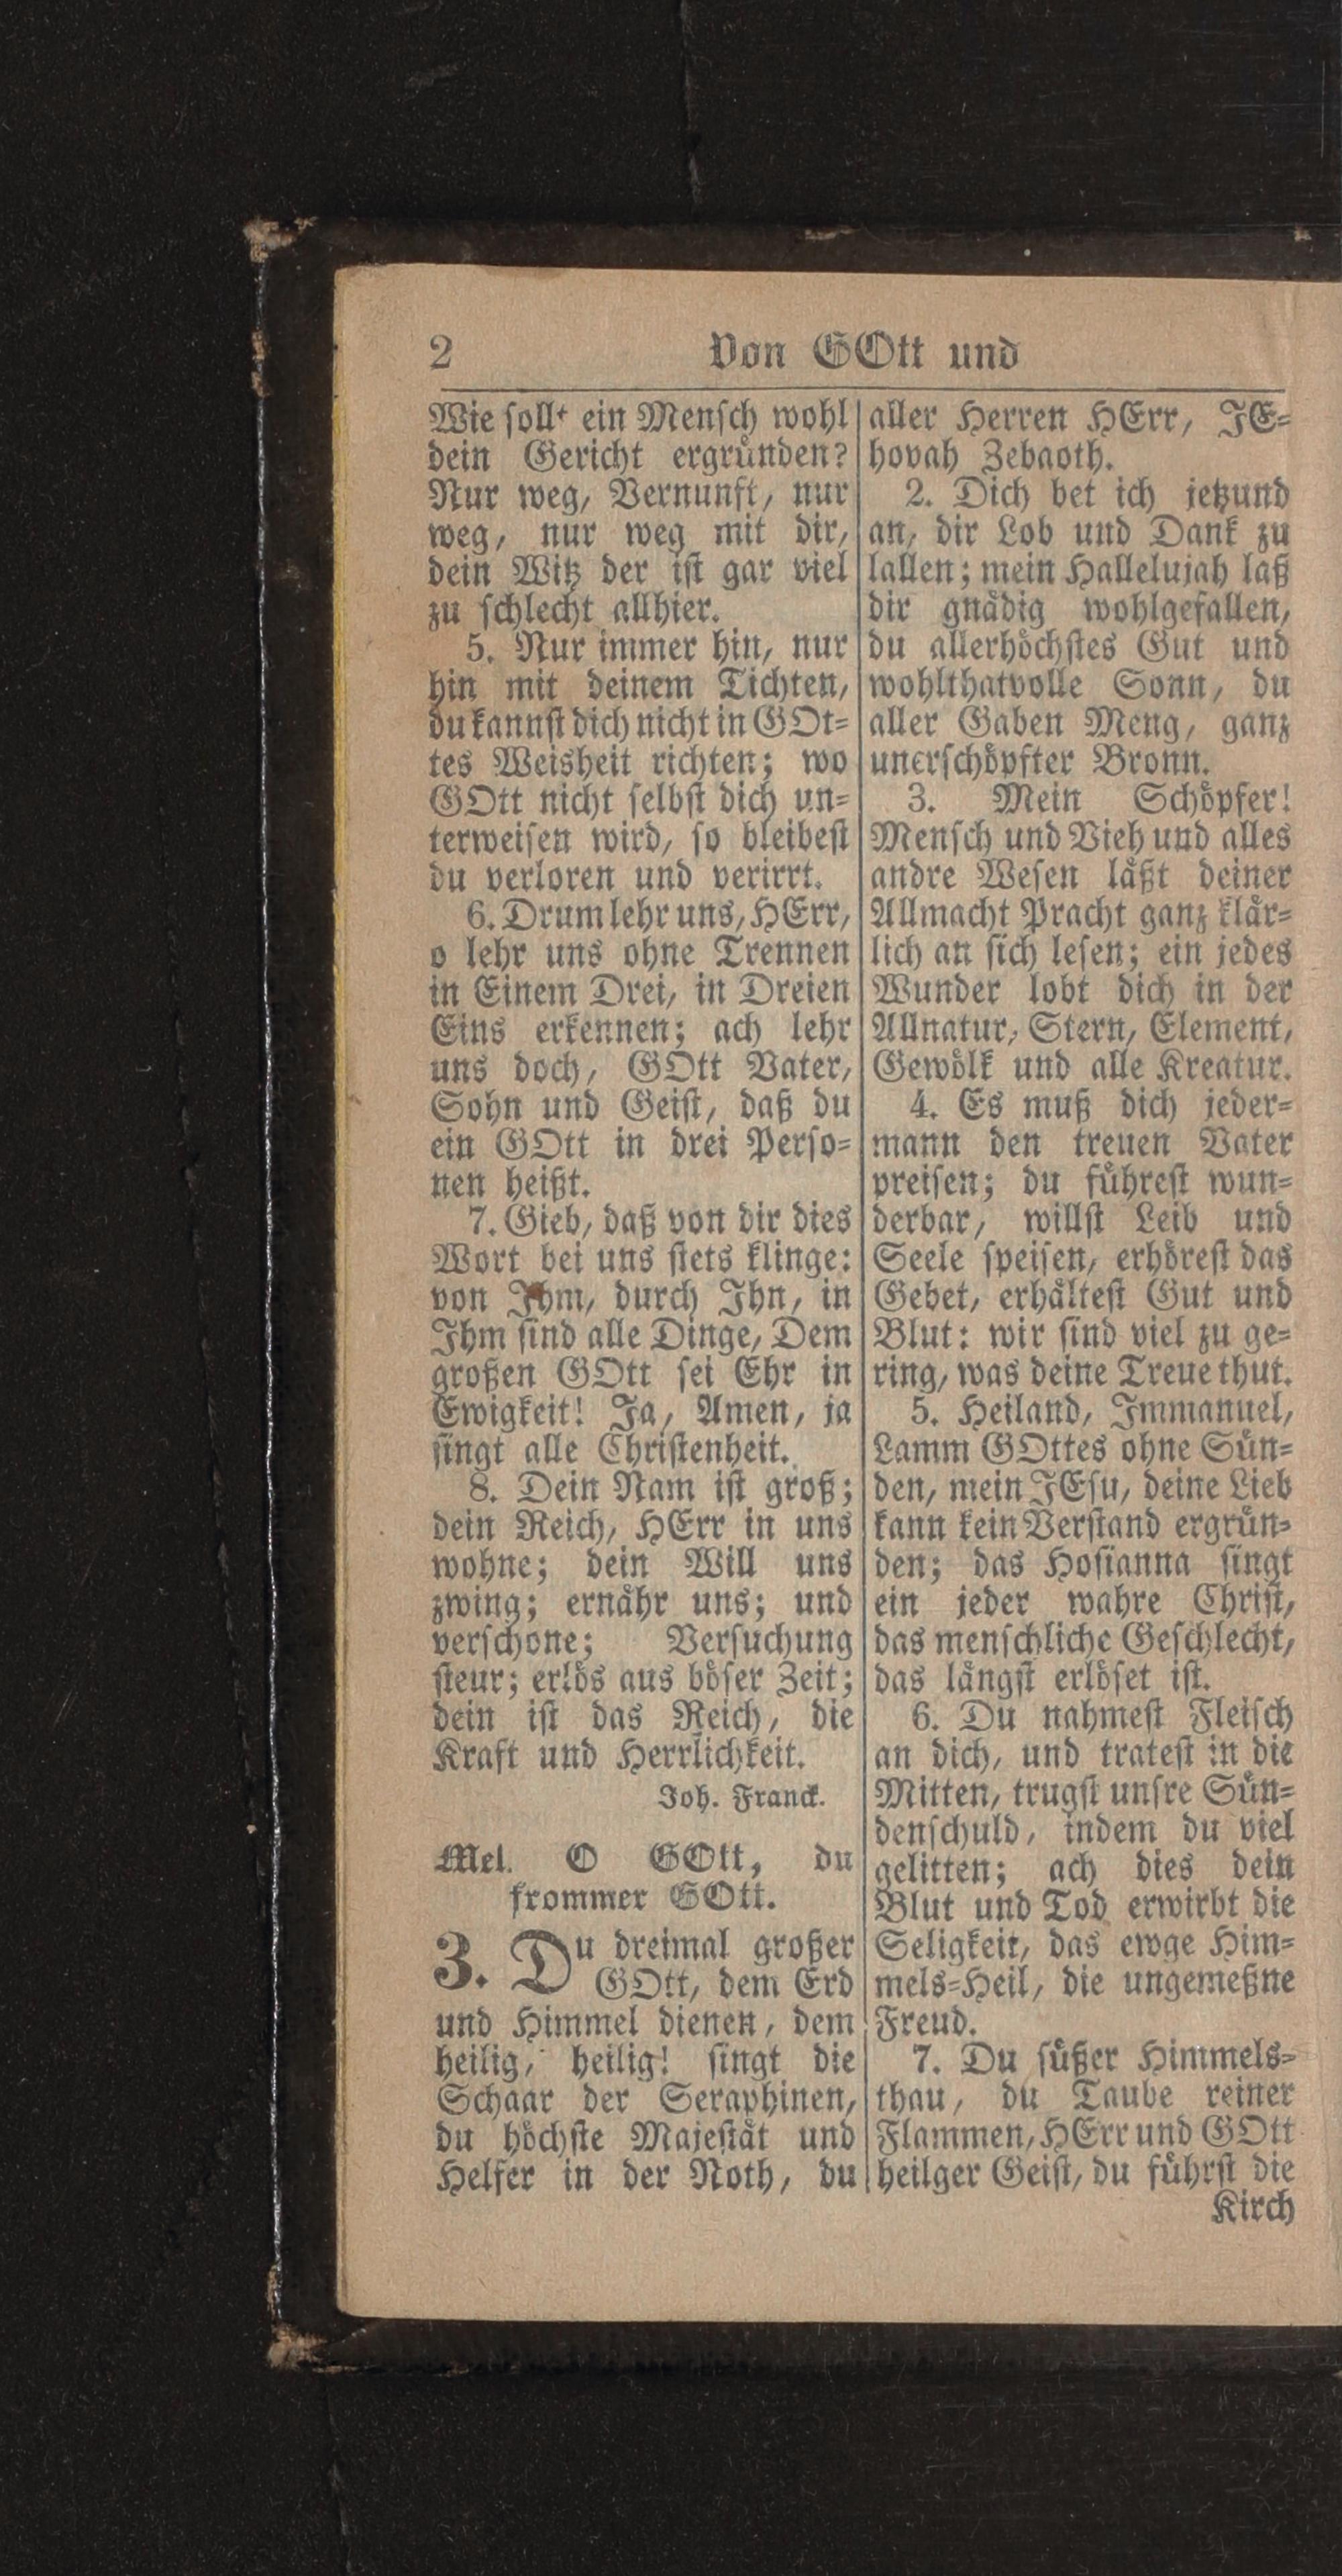 2
Von GOtt und
Wie sollt ein Mensch wohl
dein Gericht ergründen?
Nur weg, Vernunft, nur
weg, nur weg mit dir,
dein Witz der ist gar viel
zu schlecht allhier.
5. Nur immer hin, nur
hin mit deinem Tichten,
du kannst dich nicht in GOt-
tes Weisheit richten; wo
GOtt nicht selbst dich un-
terweisen wird, so bleibest
du verloren und verirrt.
6. Drum lehr uns, HErr,
o lehr uns ohne Trennen
in Einem Drei, in Dreien
Eins erkennen; ach lehr
uns doch, GOtt Vater,
Sohn und Geist, daß du
ein GOtt in drei Perso-
nen heißt.
7. Gieb, daß von dir dies
Wort bei uns stets klinge:
von Ihm, durch Ihn, in
Ihm sind alle Dinge, Dem
großen GOtt sei Ehr in
Ewigkeit! Ja, Amen, ja
singt alle Christenheit.
8. Dein Nam ist groß;
dein Reich, HErr in uns
wohne; dein Will uns
zwing; ernähr uns; und
verschone; Versuchung
steur; erlös aus böser Zeit;
dein ist das Reich, die
Kraft und Herrlichkeit.
Joh. Franck.
Mel. O GOtt, du
frommer GOtt.
3. Du dreimal großer
GOtt, dem Erd
und Himmel dienen, dem
heilig, heilig! singt die
Schaar der Seraphinen,
du höchste Majestät und
Helfer in der Noth, du
aller Herren HErr, JE-
hovah Zebaoth.
2. Dich bet ich jetzund
an, dir Lob und Dank zu
lallen; mein Hallelujah laß
dir gnädig wohlgefallen,
du allerhöchstes Gut und
wohlthatvolle Sonn, du
aller Gaben Meng, ganz
unerschöpfter Bronn.
3. Mein Schöpfer!
Mensch und Vieh und alles
andre Wesen läßt deiner
Allmacht Pracht ganz klär-
lich an sich lesen; ein jedes
Wunder lobt dich in der
Allnatur, Stern, Element,
Gewölk und alle Kreatur.
4. Es muß dich jeder-
mann den treuen Vater
preisen; du führest wun-
derbar, willst Leib und
Seele speisen, erhörest das
Gebet, erhältest Gut und
Blut: wir sind viel zu ge-
ring, was deine Treue thut.
5. Heiland, Immanuel,
Lamm GOttes ohne Sün-
den, mein JEsu, deine Lieb
kann kein Verstand ergrün-
den; das Hosianna singt
ein jeder wahre Christ,
das menschliche Geschlecht,
das längst erlöset ist.
6. Du nahmest Fleisch
an dich, und tratest in die
Mitten, trugst unsre Sün-
denschuld, indem du viel
gelitten; ach dies dein
Blut und Tod erwirbt die
Seligkeit, das ewge Him-
mels-Heil, die ungemeßne
Freud.
7. Du süßer Himmels-
thau, du Taube reiner
Flammen, HErr und GOtt
heilger Geist, du führst die
Kirch